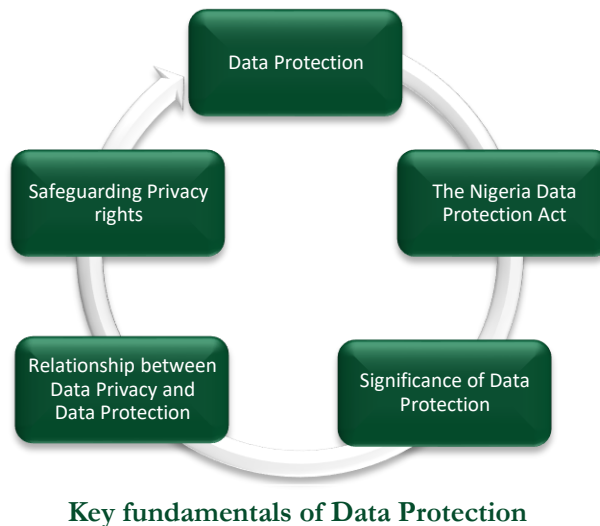 Data Protection
The Nigeria Data
Protection Act
Significance of Data
Protection
Relationship between
Data Privacy and
Data Protection
Safeguarding Privacy
rights
Key fundamentals of Data Protection